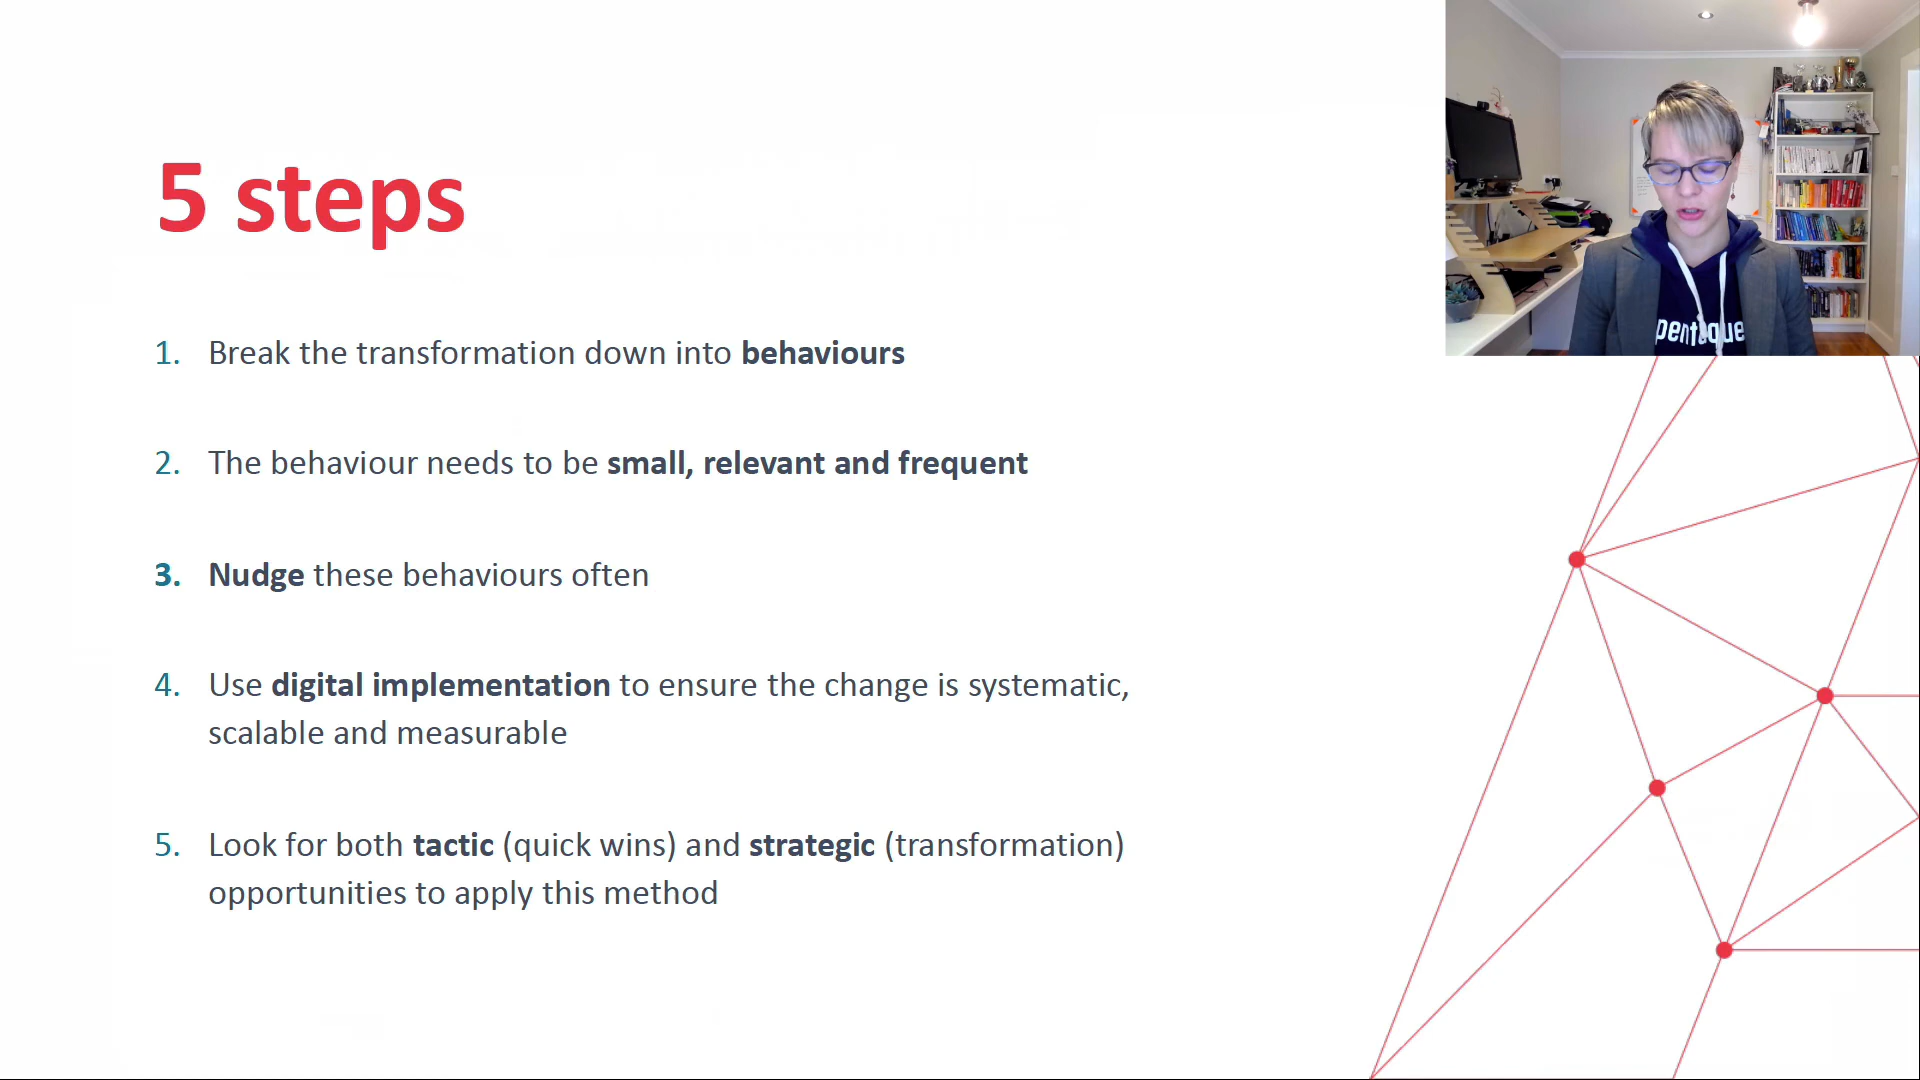 5 steps
1. Break the transformation down into behaviours
2. The behaviour needs to be small, relevant and frequent
3. Nudge these behaviours often
4. Use digital implementation to ensure the change is systematic,
scalable and measurable
5. Look for both tactic (quick wins) and strategic (transformation)
opportunities to apply this method